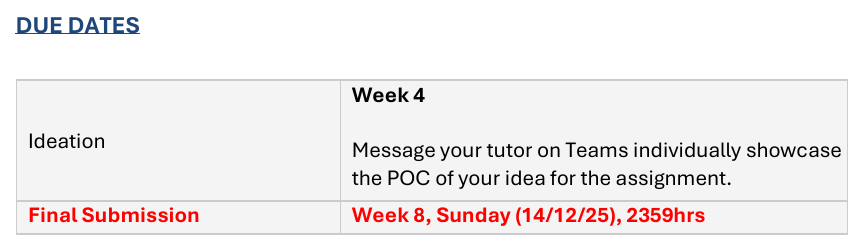 DUE DATES
Ideation
Week 4
Message your tutor on Teams individually showcase
the POC of your idea for the assignment.
Final Submission
Week 8, Sunday (14/12/25), 2359hrs